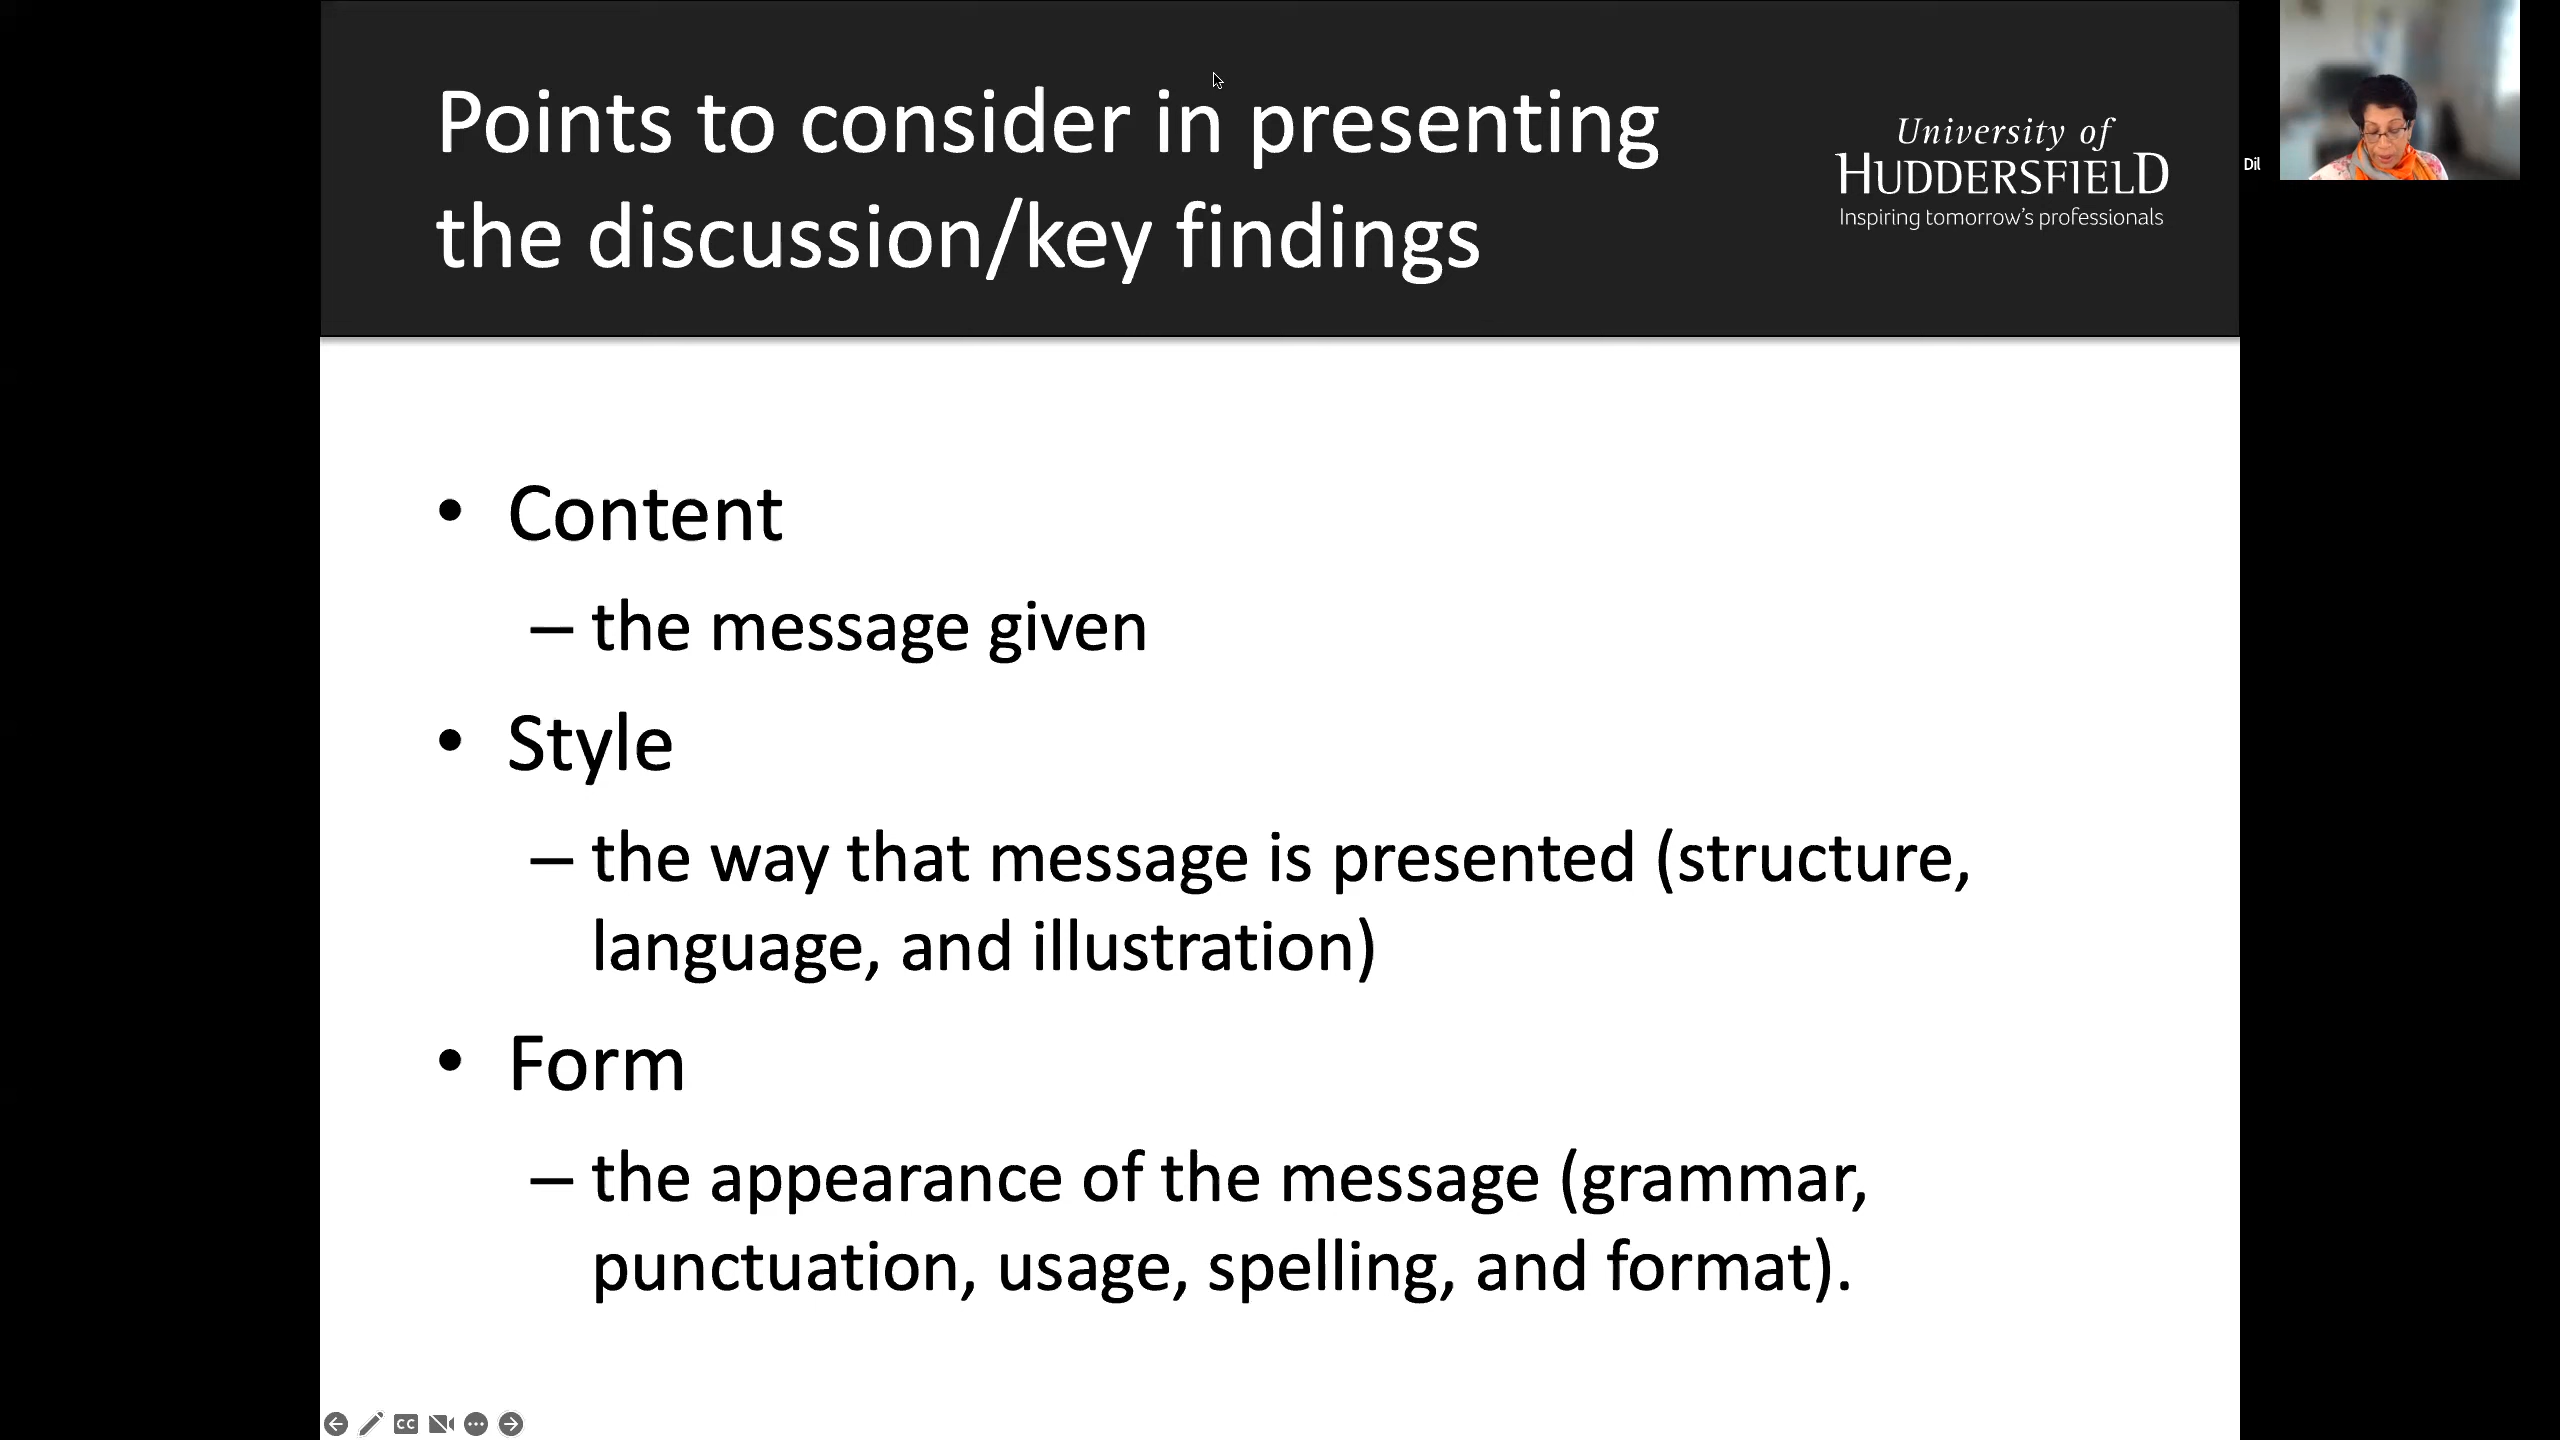 Points to consider in presenting
the discussion/key findings
University of
HUDDERSFIELD
Inspiring tomorrow's professionals
Dil
• Content
– the message given
• Style
– the way that message is presented (structure,
language, and illustration)
• Form
– the appearance of the message (grammar,
punctuation, usage, spelling, and format).
CC